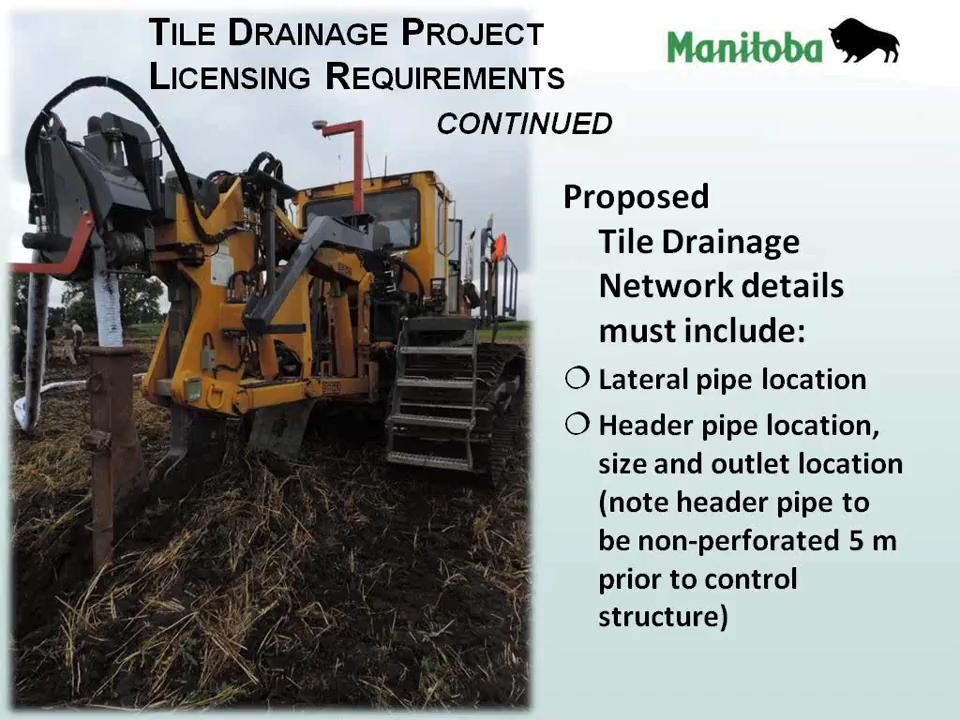 TILE DRAINAGE PROJECT
LICENSING REQUIREMENTS
CONTINUED
Manitoba
Proposed
Tile Drainage
Network details
must include:
❍ Lateral pipe location
❍ Header pipe location,
size and outlet location
(note header pipe to
be non-perforated 5 m
prior to control
structure)